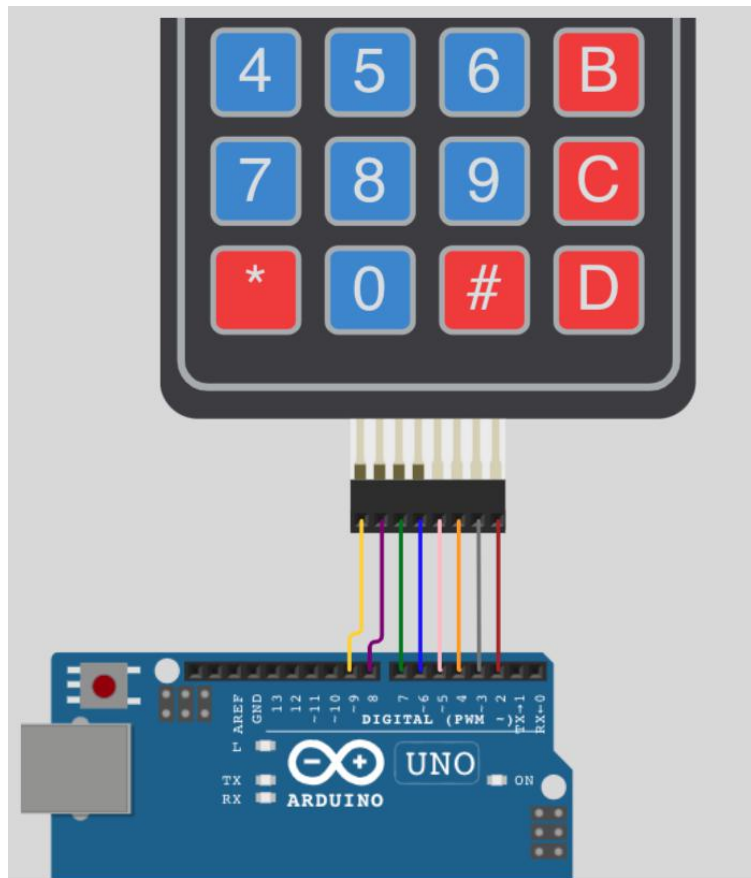 4 5 6 B
7 8 9 C
* 0 # D
AREF GND 13 12 ~11 ~10 ~9 8 7 ~6 ~5 4 ~3 2 TX→1 RX←0
DIGITAL (PWM ~)
L
UNO
TX
ON
RX
ARDUINO